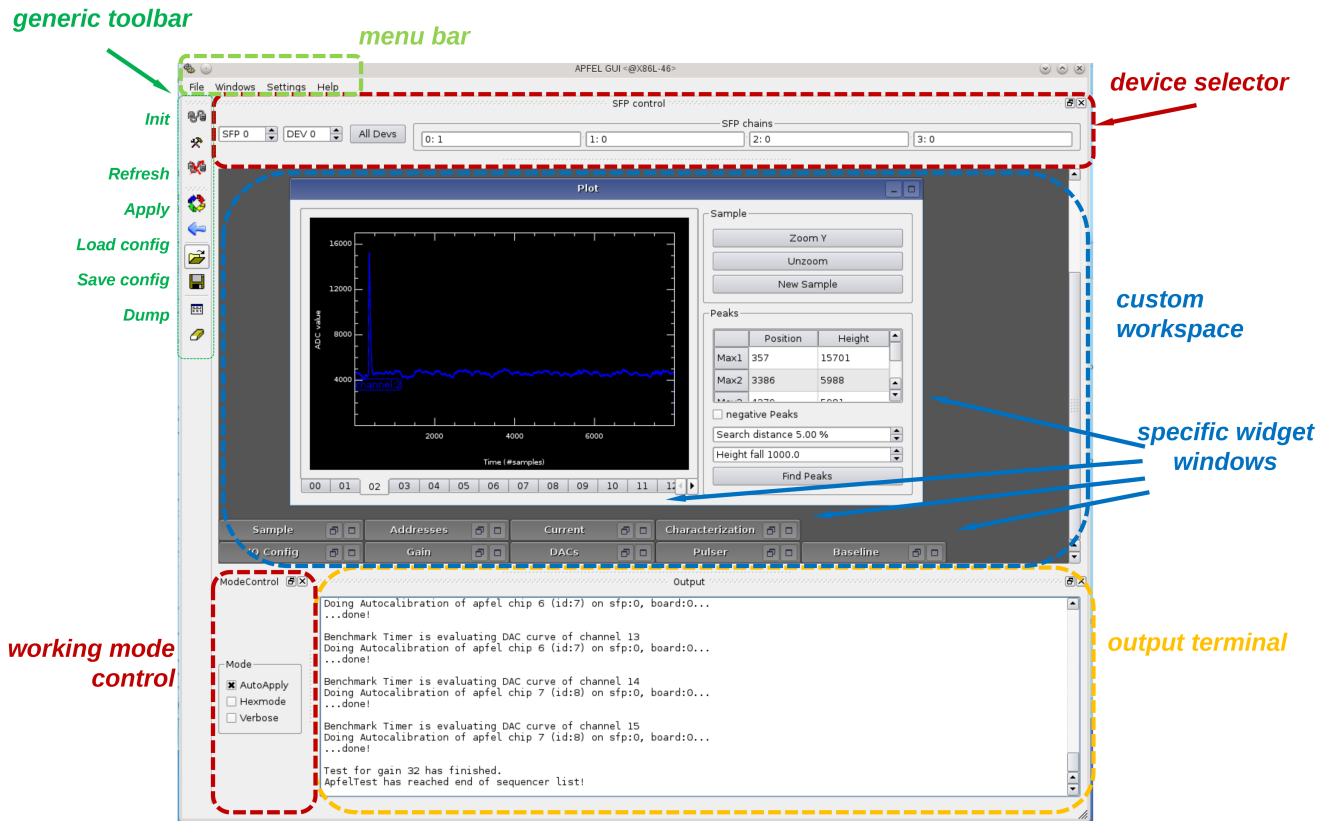 generic toolbar
menu bar
APFEL GUI <@X86L-46>
File Windows Settings Help
device selector
SFP control
Init
SFP 0 DEV 0 All Devs
SFP chains
0: 1 1: 0 2: 0 3: 0
Refresh
Apply
Load config
Save config
Dump
Plot
16000
12000
8000
4000
ADC value
channel 2
2000 4000 6000
Time (#samples)
00 01 02 03 04 05 06 07 08 09 10 11 12
Sample
Zoom Y
Unzoom
New Sample
Peaks
Position Height
Max1 357 15701
Max2 3386 5988
negative Peaks
Search distance 5.00 %
Height fall 1000.0
Find Peaks
custom
workspace
specific widget
windows
Sample Addresses Current Characterization
Config Gain DACs Pulser Baseline
ModeControl
Output
working mode
control
Mode
AutoApply
Hexmode
Verbose
Doing Autocalibration of apfel chip 6 (id:7) on sfp:0, board:0...
...done!
Benchmark Timer is evaluating DAC curve of channel 13
Doing Autocalibration of apfel chip 6 (id:7) on sfp:0, board:0...
...done!
Benchmark Timer is evaluating DAC curve of channel 14
Doing Autocalibration of apfel chip 7 (id:8) on sfp:0, board:0...
...done!
Benchmark Timer is evaluating DAC curve of channel 15
Doing Autocalibration of apfel chip 7 (id:8) on sfp:0, board:0...
...done!
Test for gain 32 has finished.
ApfelTest has reached end of sequencer list!
output terminal